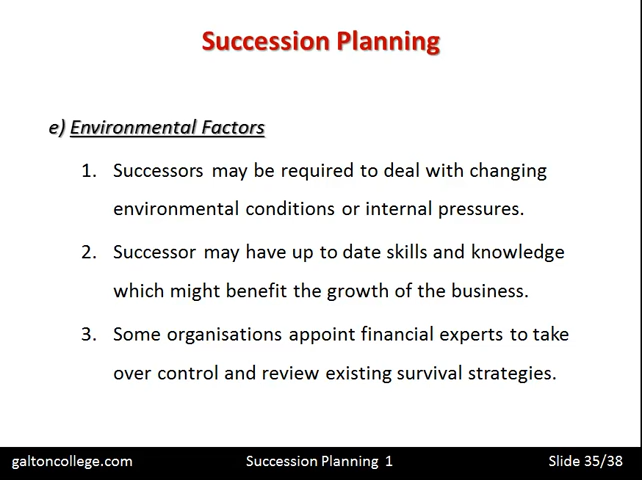 Succession Planning
e) Environmental Factors
1. Successors may be required to deal with changing
environmental conditions or internal pressures.
2. Successor may have up to date skills and knowledge
which might benefit the growth of the business.
3. Some organisations appoint financial experts to take
over control and review existing survival strategies.
galtoncollege.com Succession Planning 1 Slide 35/38